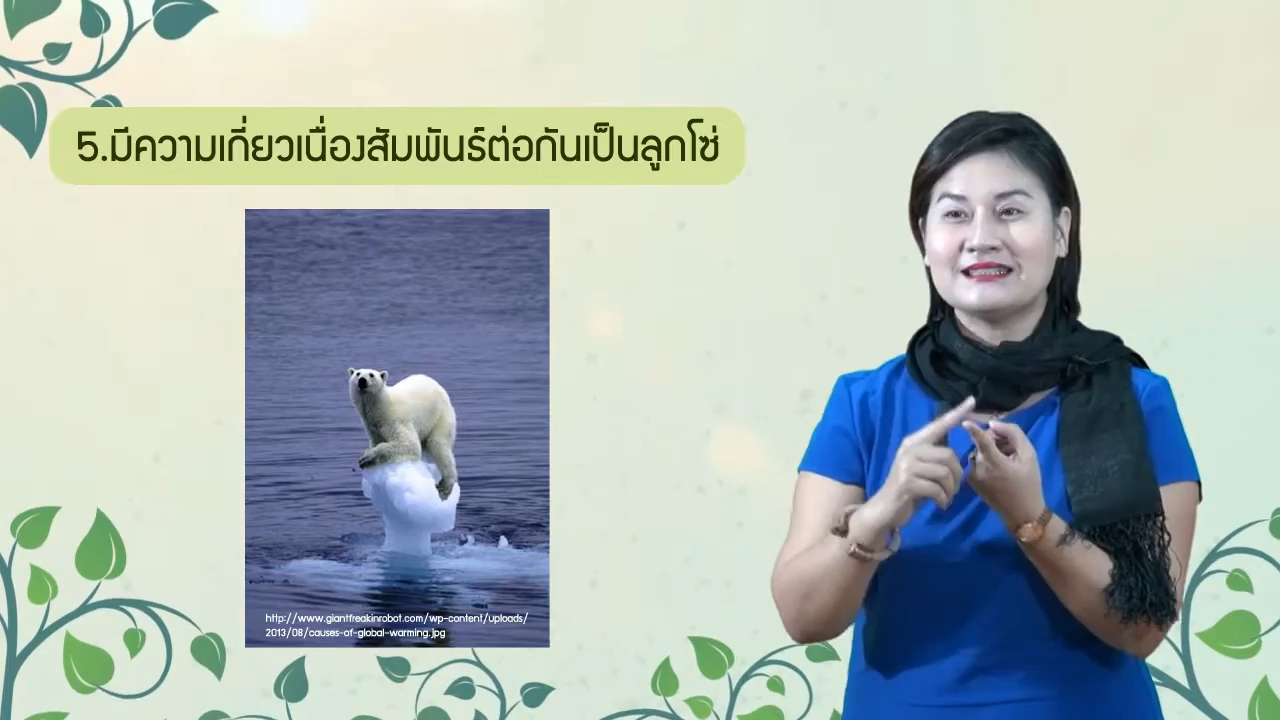 5.มีความเกี่ยวเนื่องสัมพันธ์ต่อกันเป็นลูกโซ่
http://www.giantfreakinrobot.com/wp-content/uploads/
2013/08/causes-of-global-warming.jpg